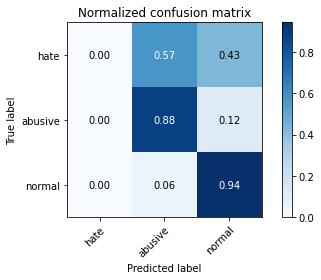 Normalized confusion matrix
True label
hate
0.00 0.57 0.43
abusive
0.00 0.88 0.12
normal
0.00 0.06 0.94
hate abusive normal
Predicted label
0.8
0.6
0.4
0.2
0.0